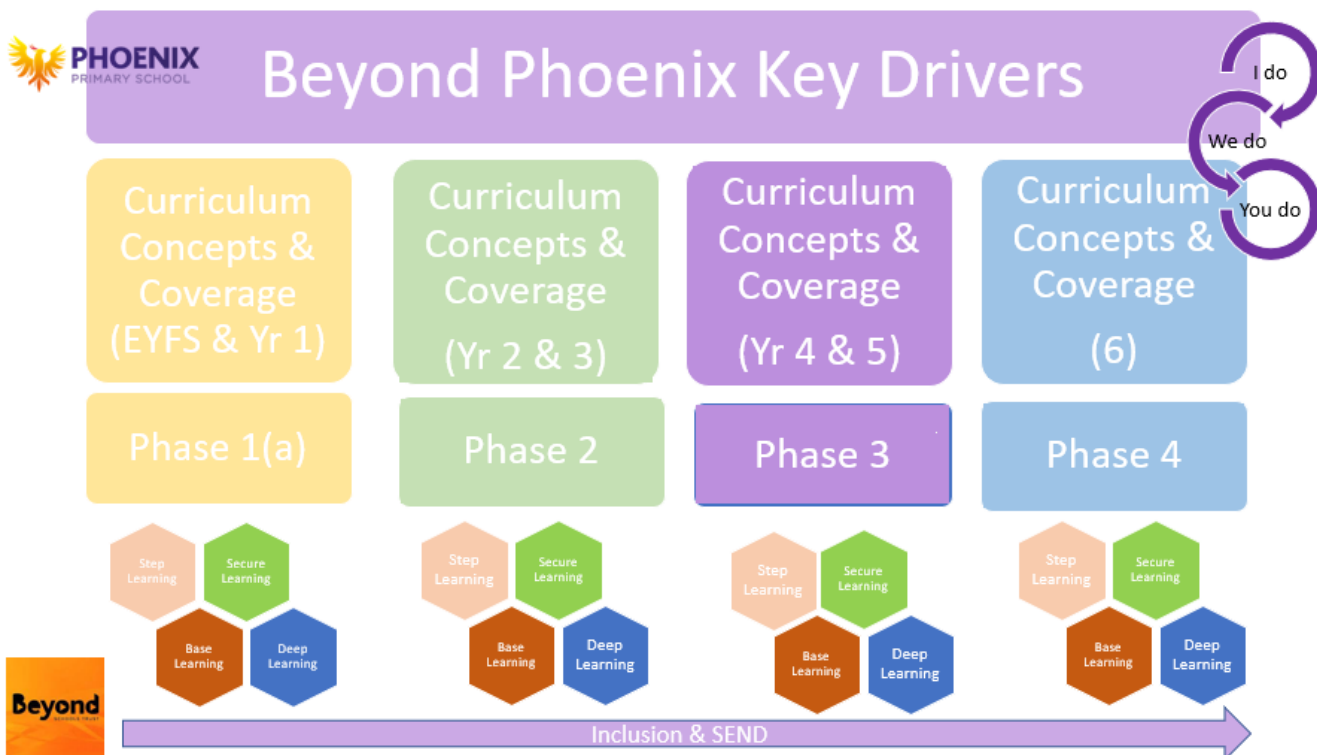 PHOENIX
PRIMARY SCHOOL
Beyond Phoenix Key Drivers
I do
We do
You do
Curriculum
Concepts &
Coverage
(EYFS & Yr 1)
Curriculum
Concepts &
Coverage
(Yr 2 & 3)
Curriculum
Concepts &
Coverage
(Yr 4 & 5)
Curriculum
Concepts &
Coverage
(6)
Phase 1(a)
Phase 2
Phase 3
Phase 4
Step
Learning
Secure
Learning
Base
Learning
Deep
Learning
Step
Learning
Secure
Learning
Base
Learning
Deep
Learning
Step
Learning
Secure
Learning
Base
Learning
Deep
Learning
Step
Learning
Secure
Learning
Base
Learning
Deep
Learning
Beyond
SCHOOLS TRUST
Inclusion & SEND